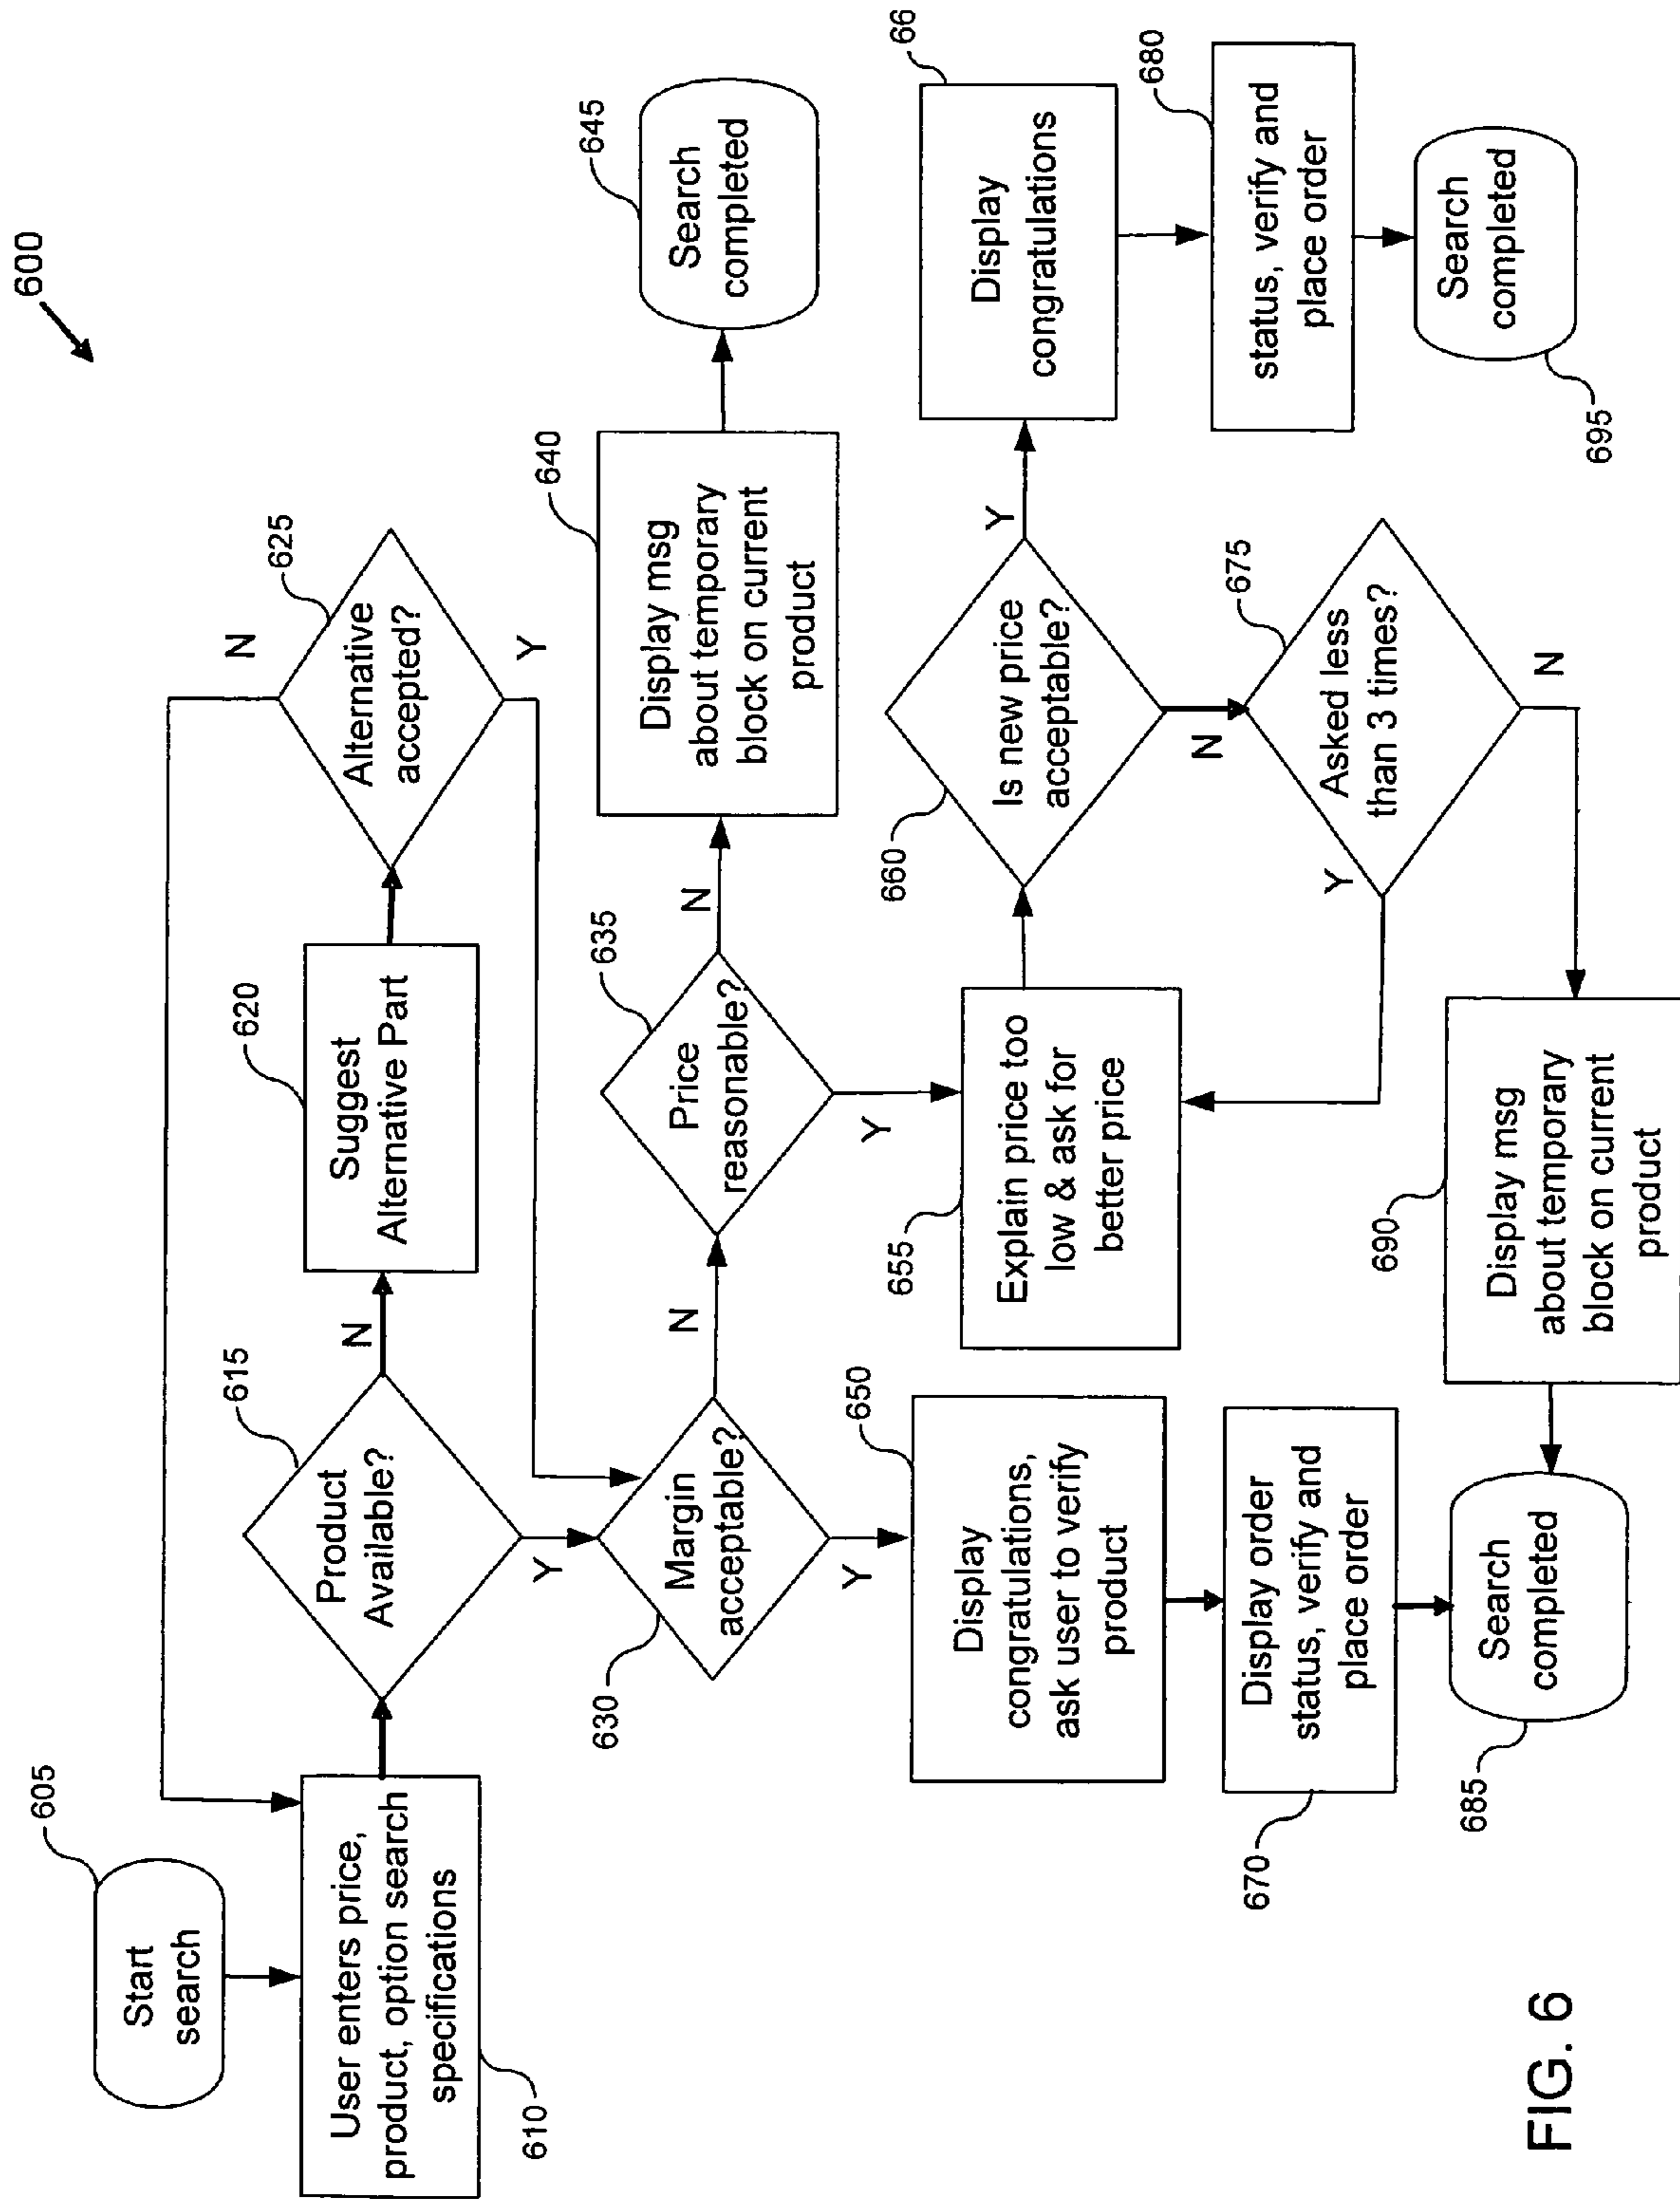 600
605
Start
search
User enters price,
product, option search
specifications
610
615
Product
Available?
N
Y
620
Suggest
Alternative Part
625
Alternative
accepted?
N
Y
630
Margin
acceptable?
N
Y
635
Price
reasonable?
N
Y
640
Display msg
about temporary
block on current
product
645
Search
completed
650
Display
congratulations,
ask user to verify
product
655
Explain price too
low & ask for
better price
660
Is new price
acceptable?
Y
N
66
Display
congratulations
670
Display order
status, verify and
place order
675
Asked less
than 3 times?
Y
N
680
status, verify and
place order
685
Search
completed
690
Display msg
about temporary
block on current
product
695
Search
completed
FIG. 6